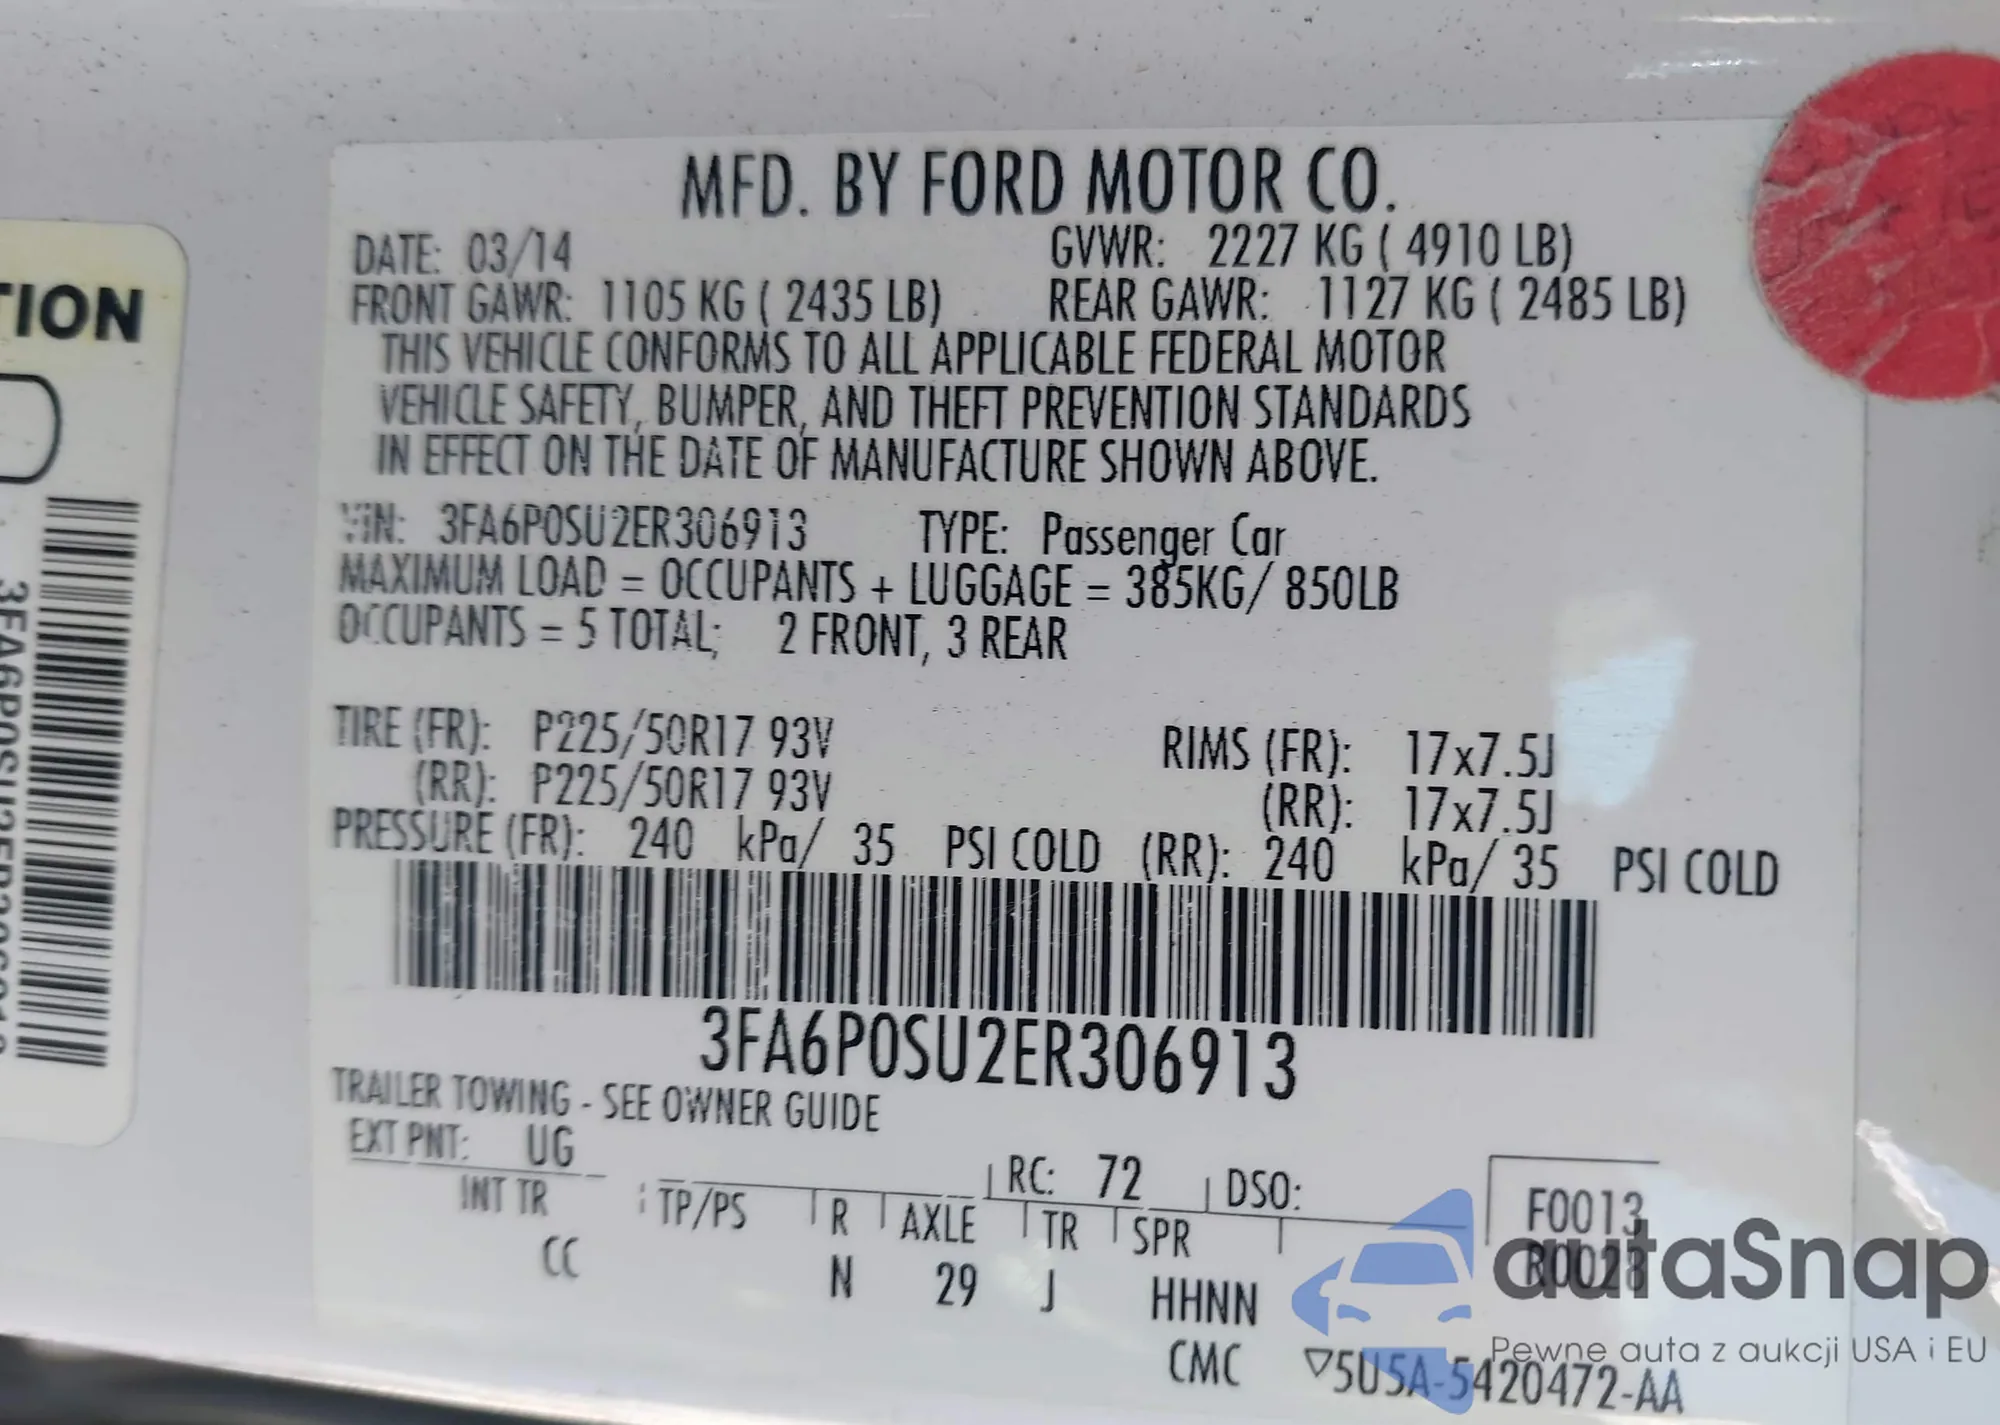 TION
3FA6P0SU2ER306913
MFD. BY FORD MOTOR CO.
DATE: 03/14 GVWR: 2227 KG ( 4910 LB)
FRONT GAWR: 1105 KG ( 2435 LB) REAR GAWR: 1127 KG ( 2485 LB)
THIS VEHICLE CONFORMS TO ALL APPLICABLE FEDERAL MOTOR
VEHICLE SAFETY, BUMPER, AND THEFT PREVENTION STANDARDS
IN EFFECT ON THE DATE OF MANUFACTURE SHOWN ABOVE.
VIN: 3FA6P0SU2ER306913 TYPE: Passenger Car
MAXIMUM LOAD = OCCUPANTS + LUGGAGE = 385KG/ 850LB
OCCUPANTS = 5 TOTAL; 2 FRONT, 3 REAR
TIRE (FR): P225/50R17 93V RIMS (FR): 17x7.5J
(RR): P225/50R17 93V (RR): 17x7.5J
PRESSURE (FR): 240 kPa/ 35 PSI COLD (RR): 240 kPa/ 35 PSI COLD
3FA6P0SU2ER306913
TRAILER TOWING - SEE OWNER GUIDE
EXT PNT: UG RC: 72 DSO:
INT TR TP/PS R AXLE TR SPR F0013
CC N 29 J HHNN R0028
CMC ▽5U5A-5420472-AA
autaSnap
Pewne auta z aukcji USA i EU